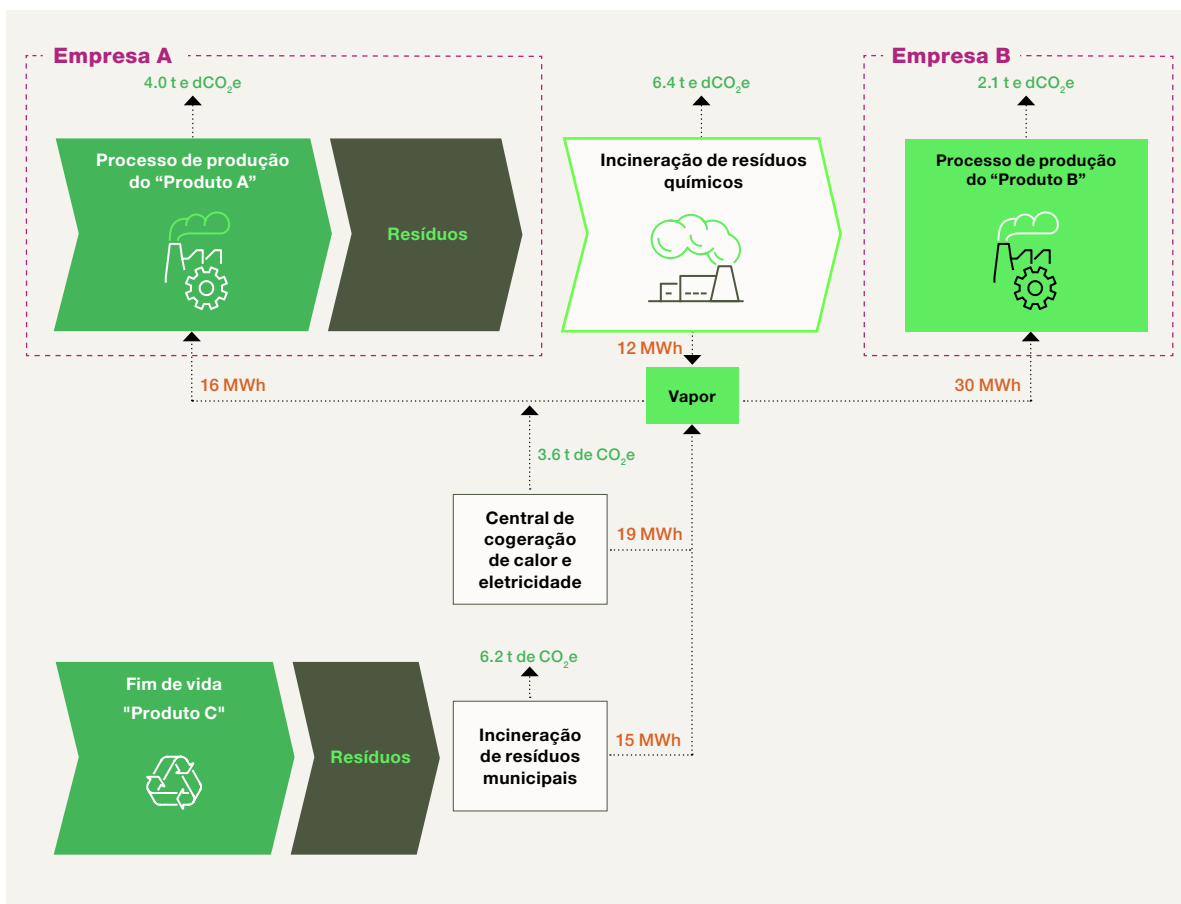 Empresa A
Empresa B
4.0 t e dCO₂e
6.4 t e dCO₂e
2.1 t e dCO₂e
Processo de produção
do “Produto A”
Resíduos
Incineração de resíduos
químicos
Processo de produção
do “Produto B”
12 MWh
16 MWh
Vapor
30 MWh
3.6 t de CO₂e
Central de
cogeração
de calor e
eletricidade
19 MWh
6.2 t de CO₂e
Fim de vida
"Produto C"
Resíduos
Incineração
de resíduos
municipais
15 MWh